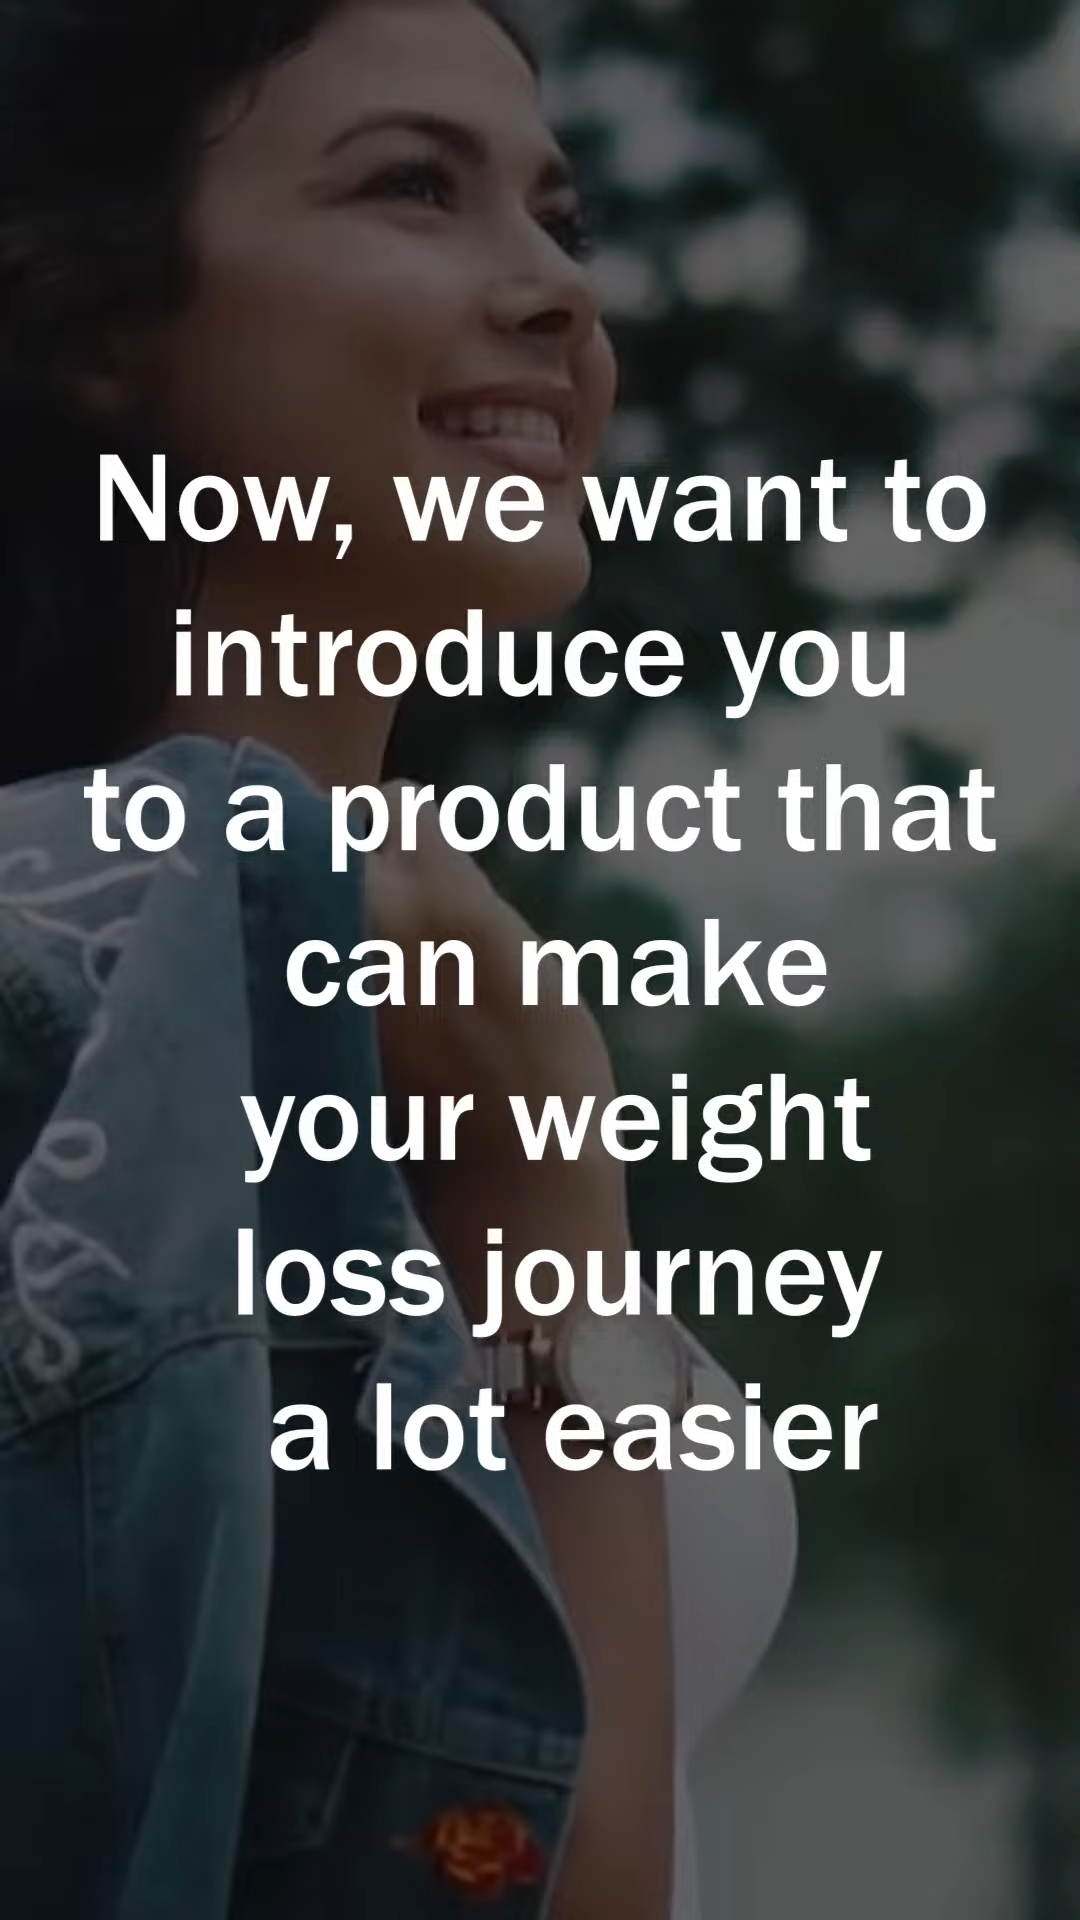 Now, we want to
introduce you
to a product that
can make
your weight
loss journey
a lot easier